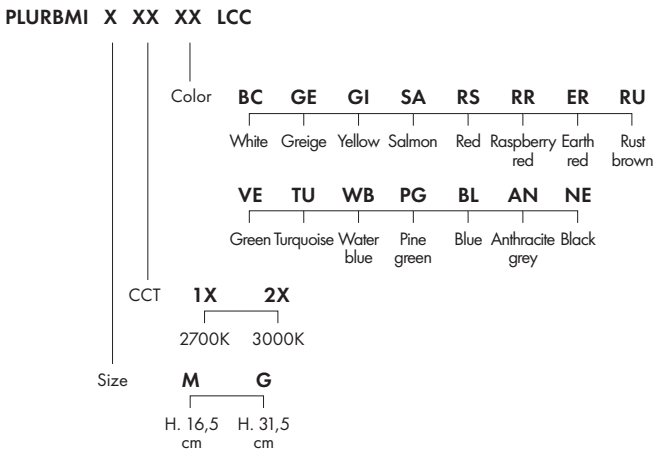 PLURBMI X XX XX LCC
Color BC GE GI SA RS RR ER RU
White Greige Yellow Salmon Red Raspberry red Earth red Rust brown
VE TU WB PG BL AN NE
Green Turquoise Water blue Pine green Blue Anthracite grey Black
CCT 1X 2X
2700K 3000K
Size M G
H. 16,5 cm H. 31,5 cm